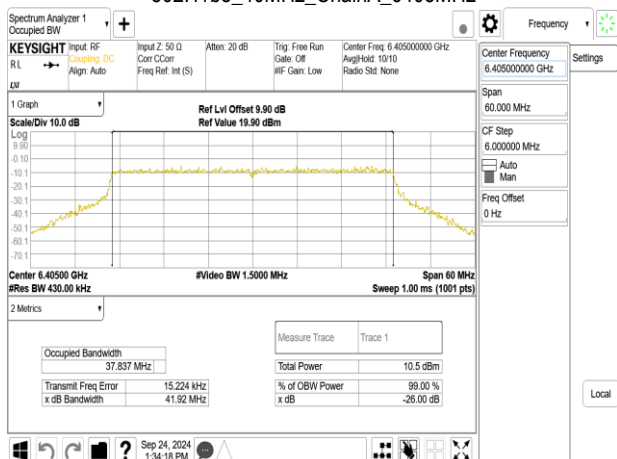 Spectrum Analyzer 1
Occupied BW
+
Frequency
KEYSIGHT
RL
Input: RF
Coupling: DC
Align: Auto
Input Z: 50 Ω
Corr CCorr
Freq Ref: Int (S)
Atten: 20 dB
Trig: Free Run
Gate: Off
#IF Gain: Low
Center Freq: 6.405000000 GHz
Avg|Hold: 10/10
Radio Std: None
Center Frequency
6.405000000 GHz
Settings
Span
60.000 MHz
CF Step
6.000000 MHz
Auto
Man
Freq Offset
0 Hz
1 Graph
Scale/Div 10.0 dB
Ref Lvl Offset 9.90 dB
Ref Value 19.90 dBm
Log
9.90
-0.10
-10.1
-20.1
-30.1
-40.1
-50.1
-60.1
-70.1
Center 6.40500 GHz
#Video BW 1.5000 MHz
Span 60 MHz
#Res BW 430.00 kHz
Sweep 1.00 ms (1001 pts)
2 Metrics
Measure Trace
Trace 1
Occupied Bandwidth
37.837 MHz
Total Power
10.5 dBm
Transmit Freq Error
15.224 kHz
% of OBW Power
99.00 %
x dB Bandwidth
41.92 MHz
x dB
-26.00 dB
Local
?
Sep 24, 2024
1:34:18 PM